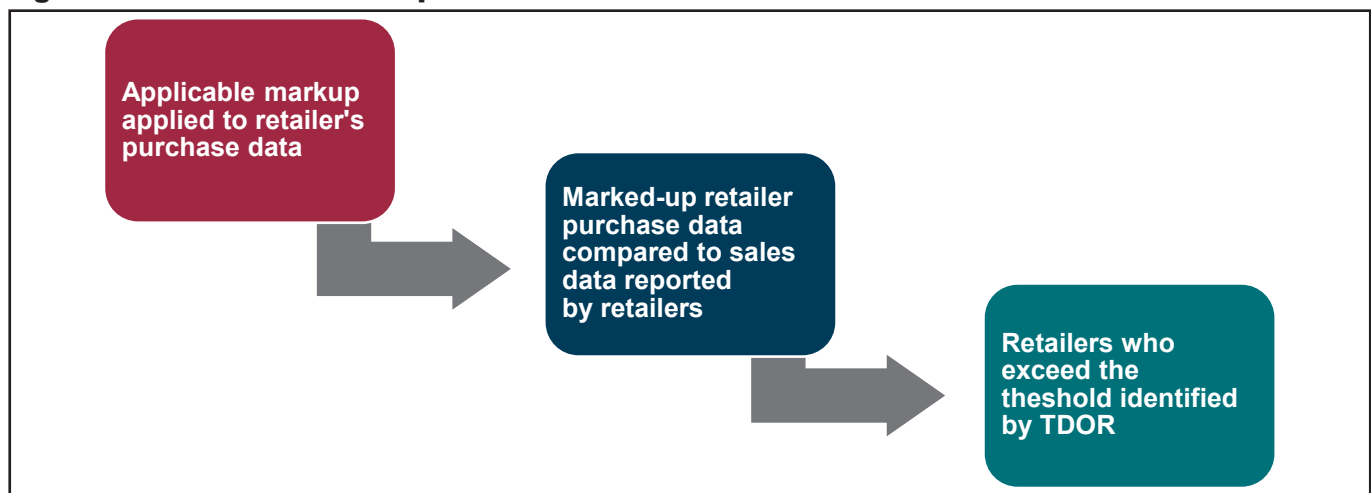 Applicable markup
applied to retailer's
purchase data
Marked-up retailer
purchase data
compared to sales
data reported
by retailers
Retailers who
exceed the
theshold identified
by TDOR